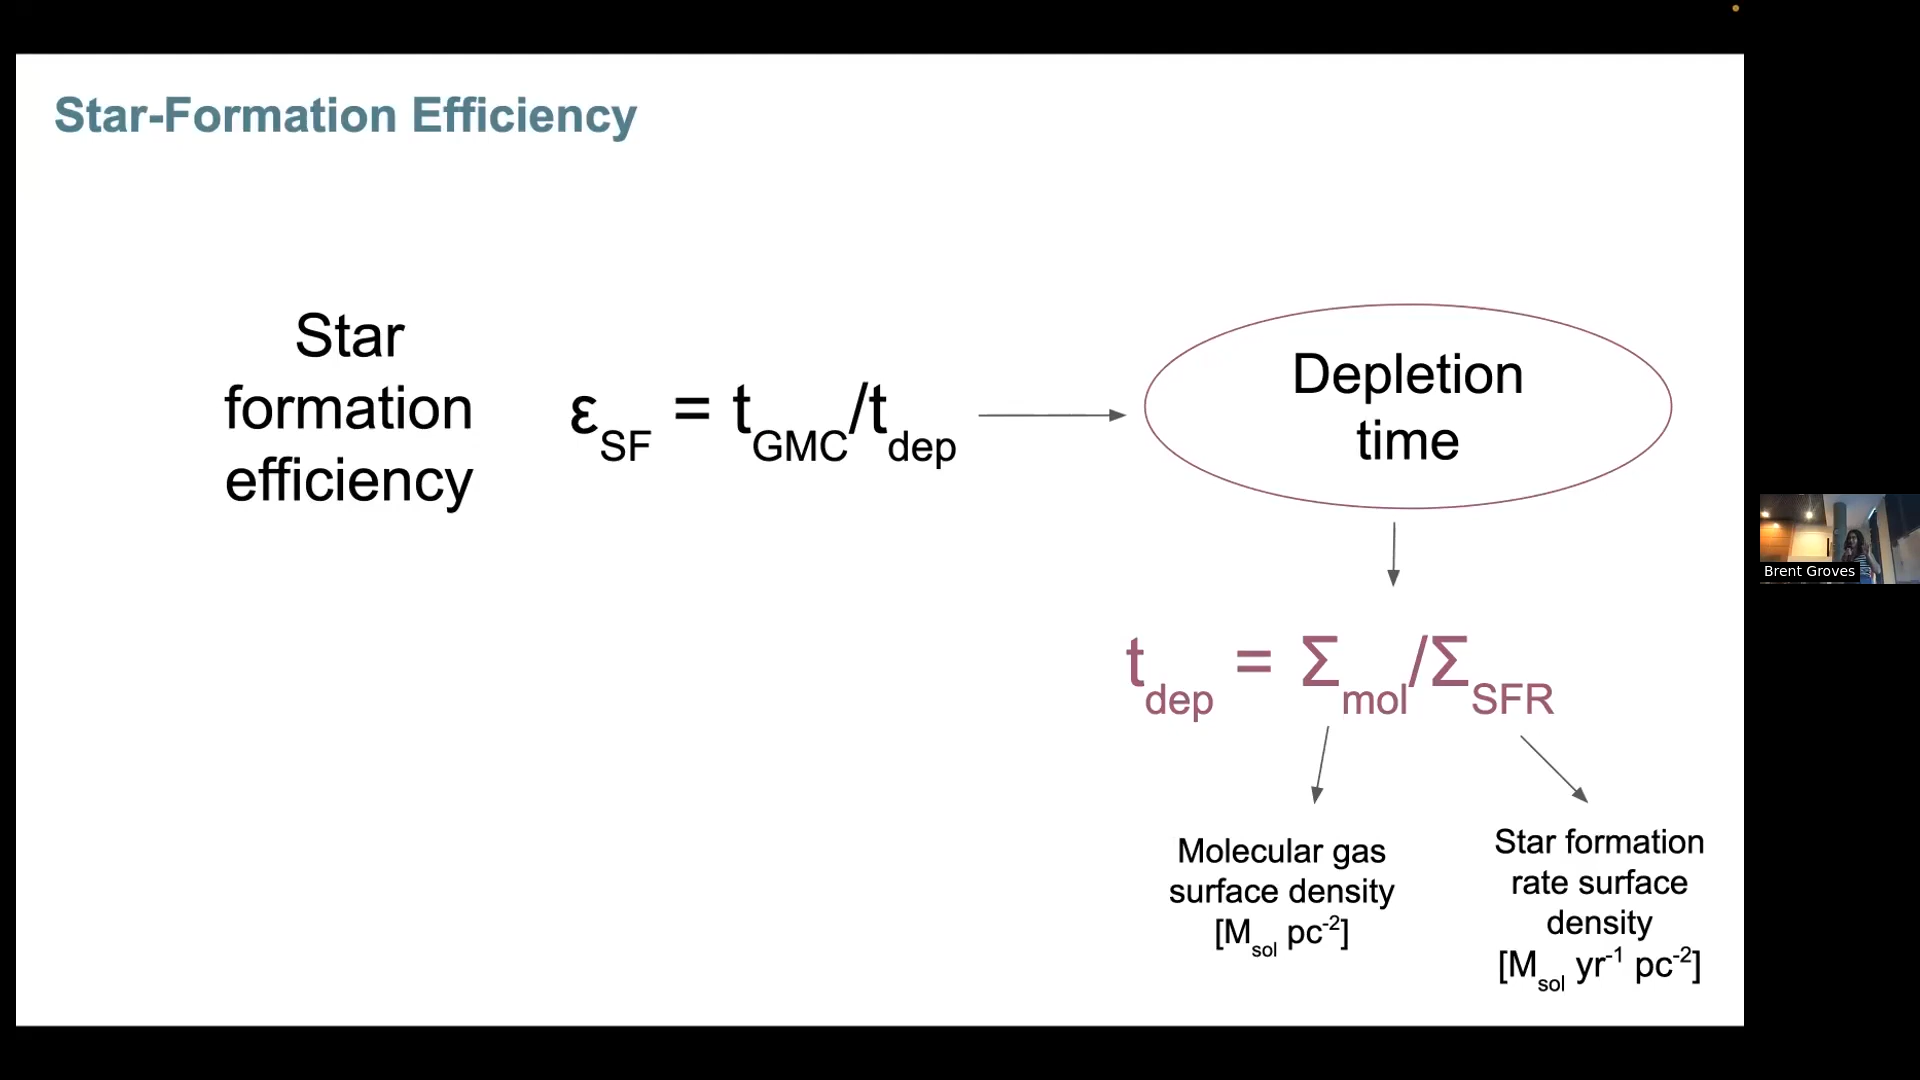 Star-Formation Efficiency
Star
formation
efficiency
εSF = tGMC/tdep
Depletion
time
tdep = Σmol/ΣSFR
Molecular gas
surface density
[Msol pc-2]
Star formation
rate surface
density
[Msol yr-1 pc-2]
Brent Groves